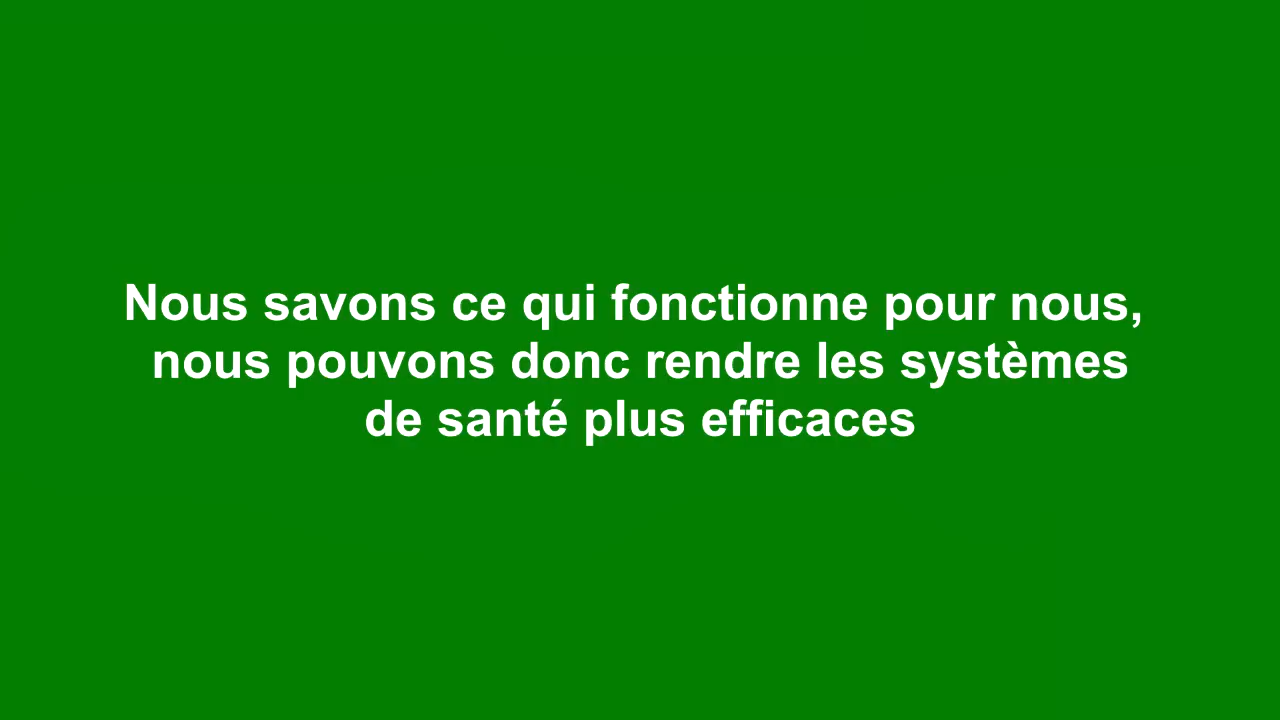 Nous savons ce qui fonctionne pour nous,
nous pouvons donc rendre les systèmes
de santé plus efficaces